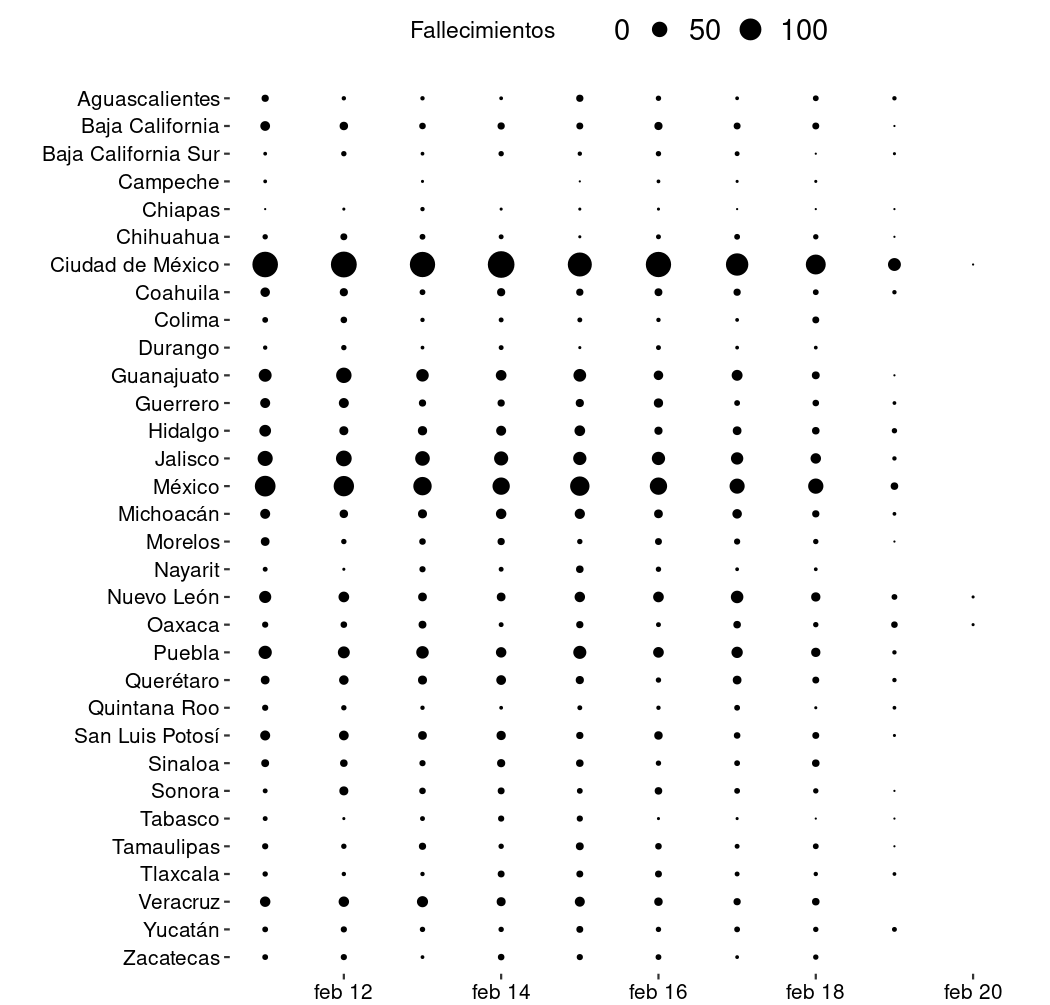 Fallecimientos 0 50 100
Aguascalientes
Baja California
Baja California Sur
Campeche
Chiapas
Chihuahua
Ciudad de México
Coahuila
Colima
Durango
Guanajuato
Guerrero
Hidalgo
Jalisco
México
Michoacán
Morelos
Nayarit
Nuevo León
Oaxaca
Puebla
Querétaro
Quintana Roo
San Luis Potosí
Sinaloa
Sonora
Tabasco
Tamaulipas
Tlaxcala
Veracruz
Yucatán
Zacatecas
feb 12 feb 14 feb 16 feb 18 feb 20